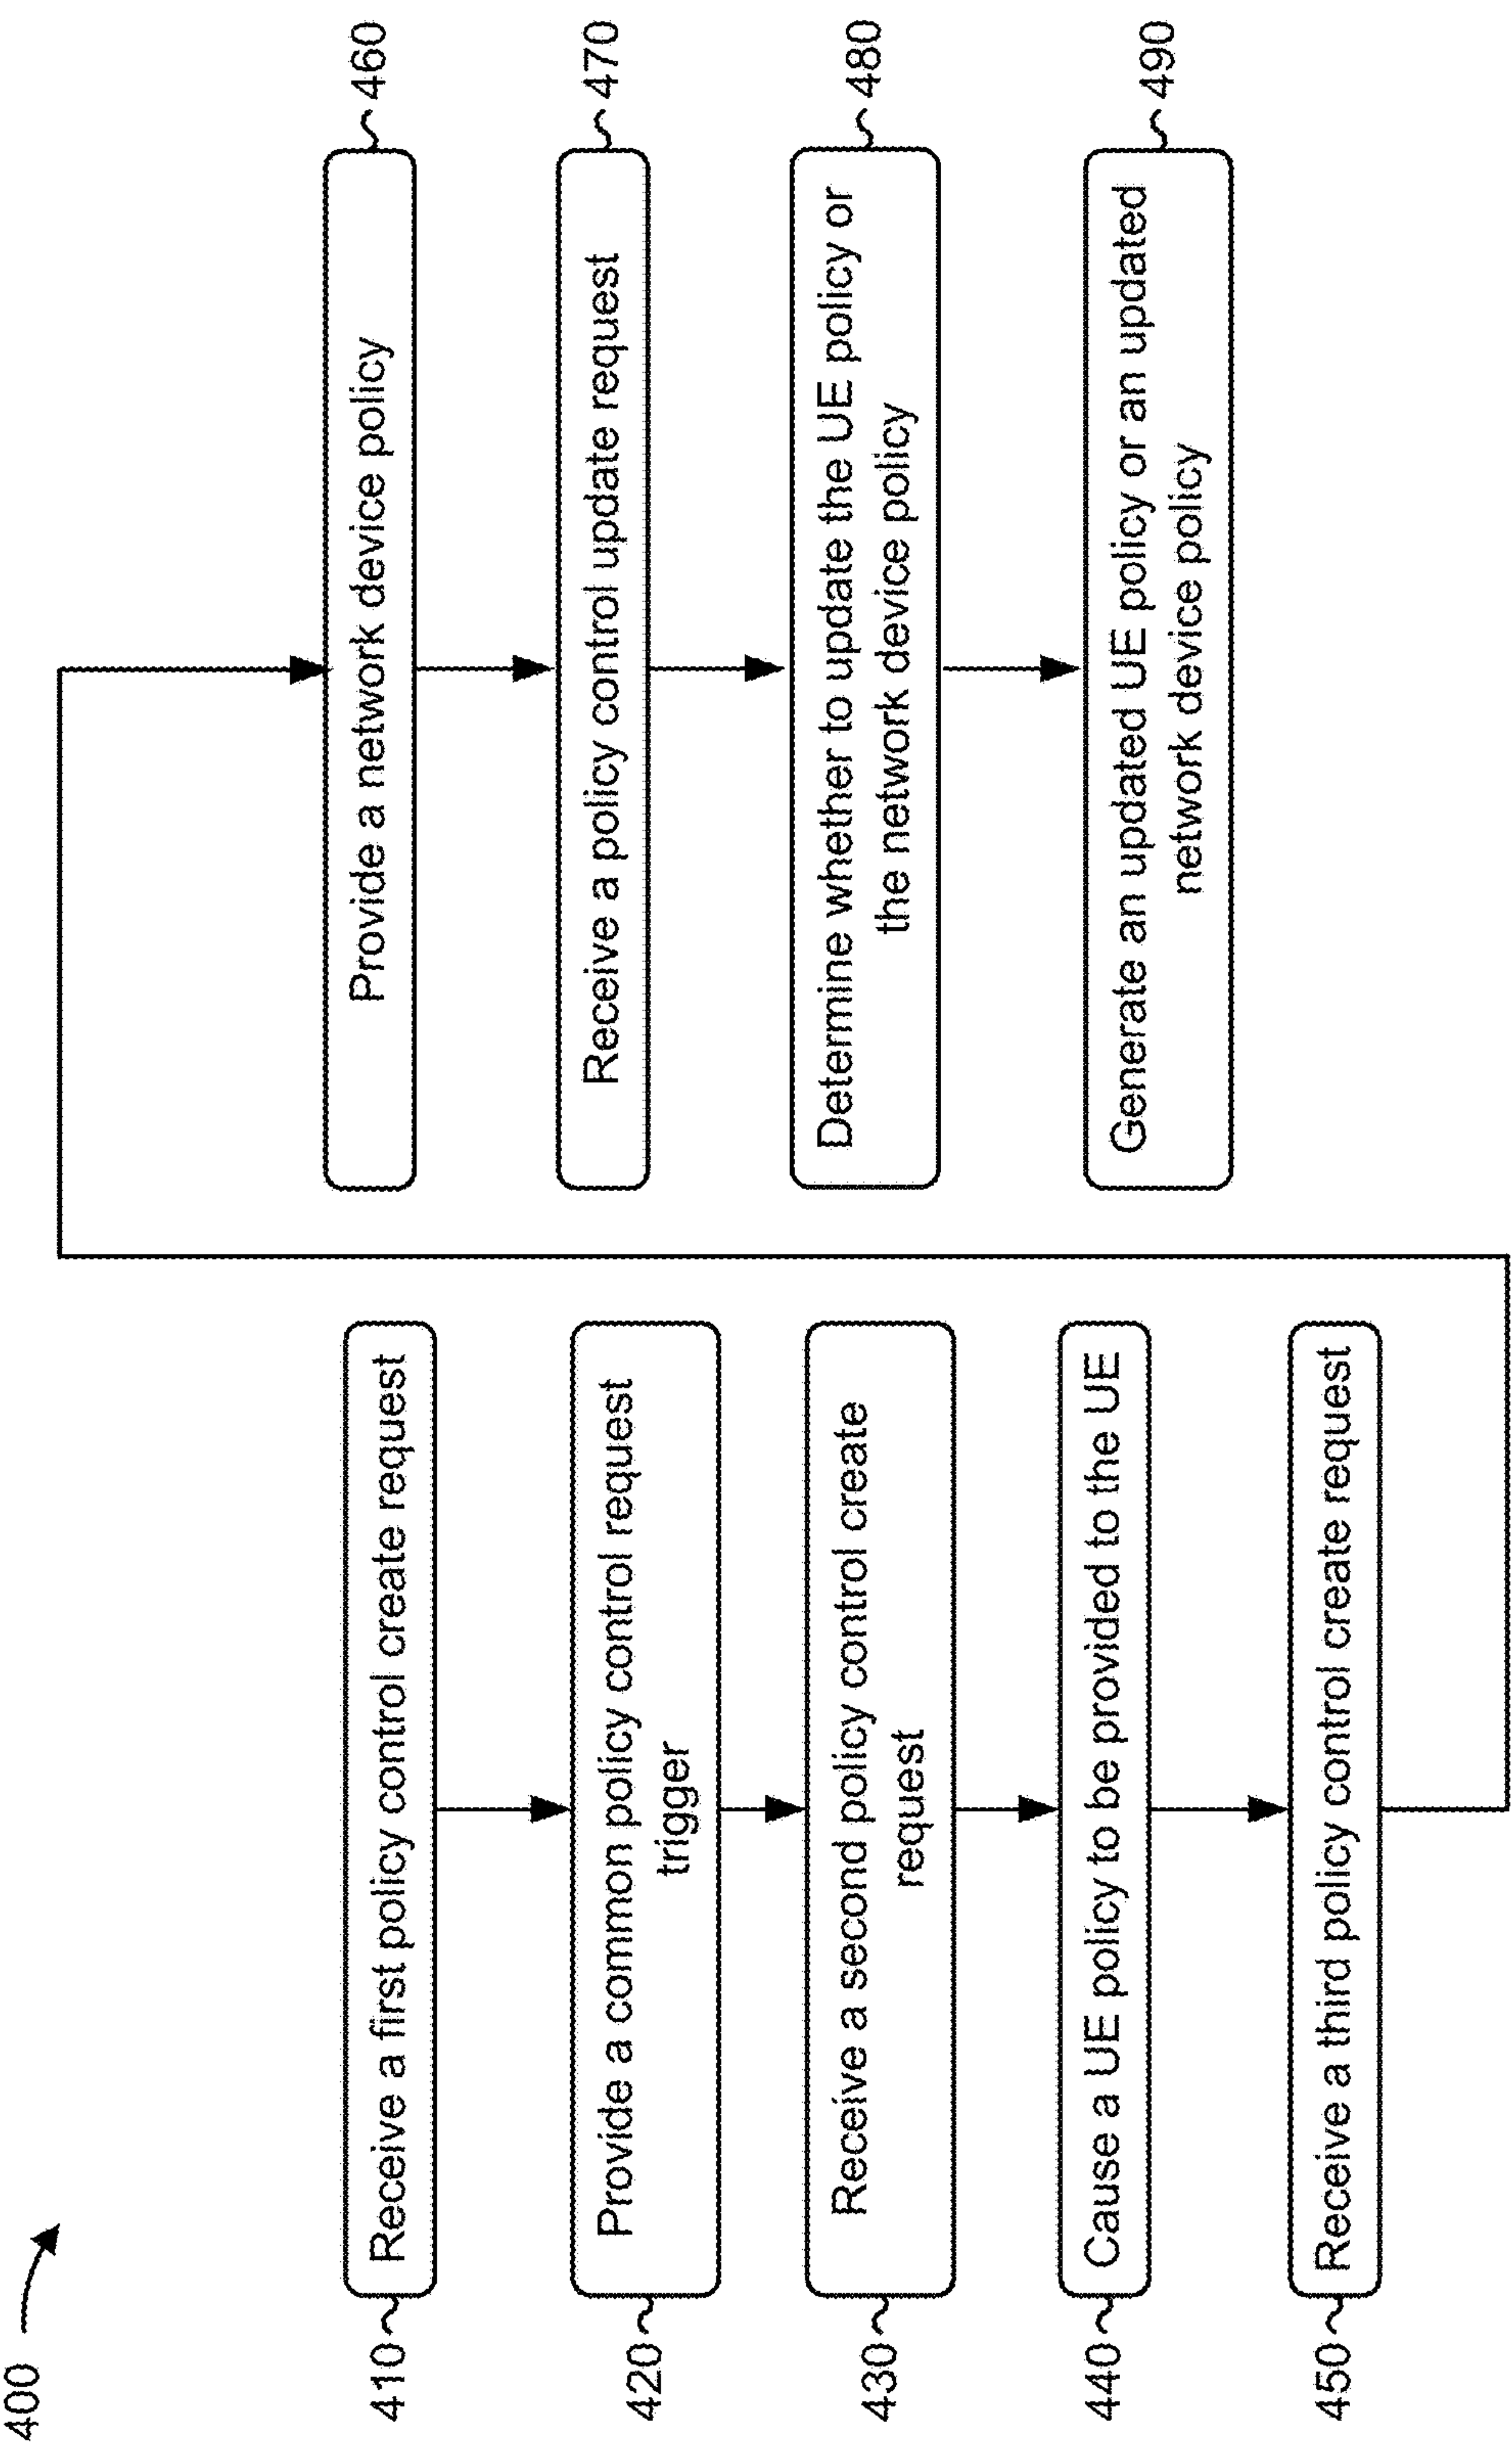 400
410
Receive a first policy control create request
420
Provide a common policy control request
trigger
430
Receive a second policy control create
request
440
Cause a UE policy to be provided to the UE
450
Receive a third policy control create request
Provide a network device policy
460
Receive a policy control update request
470
Determine whether to update the UE policy or
the network device policy
480
Generate an updated UE policy or an updated
network device policy
490